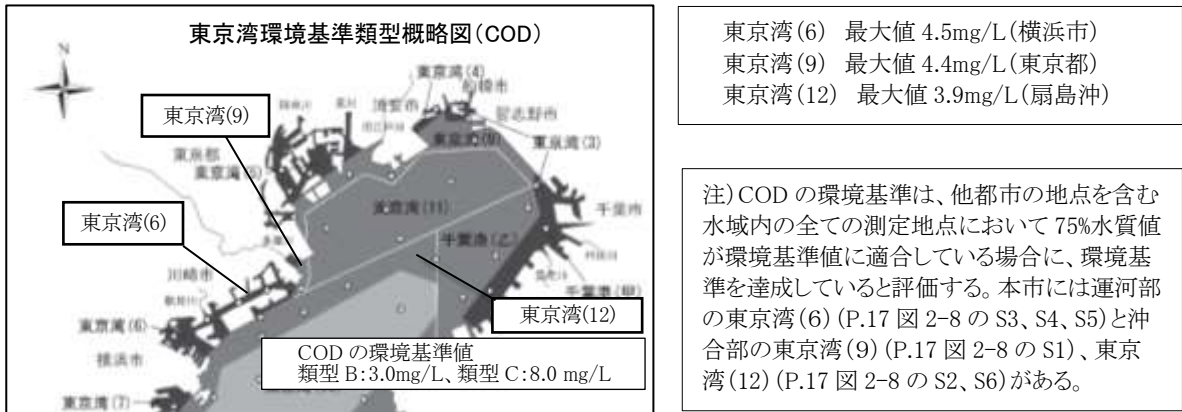 東京湾環境基準類型概略図(COD)
N
東京湾(4)
船橋市
浦安市
習志野市
東京湾(9)
東京湾(3)
東京都
東京湾(11)
千葉市
東京湾(6)
千葉港(乙)
川崎市
東京湾(12)
東京湾(6)
横浜市
CODの環境基準値
類型 B:3.0mg/L、類型 C:8.0 mg/L
東京湾(7)
東京湾(6) 最大値 4.5mg/L(横浜市)
東京湾(9) 最大値 4.4mg/L(東京都)
東京湾(12) 最大値 3.9mg/L(扇島沖)
注)COD の環境基準は、他都市の地点を含む
水域内の全ての測定地点において 75%水質値
が環境基準値に適合している場合に、環境基
準を達成していると評価する。本市には運河部
の東京湾(6)(P.17 図 2-8 の S3、S4、S5)と沖
合部の東京湾(9)(P.17 図 2-8 の S1)、東京
湾(12)(P.17 図 2-8 の S2、S6)がある。